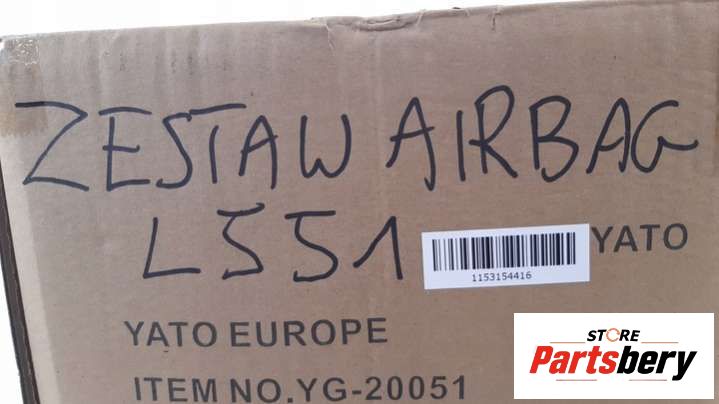 ZESTAW AIRBAG
L551
1153154416
YATO
YATO EUROPE
ITEM NO.YG-20051
STORE
Partsbery